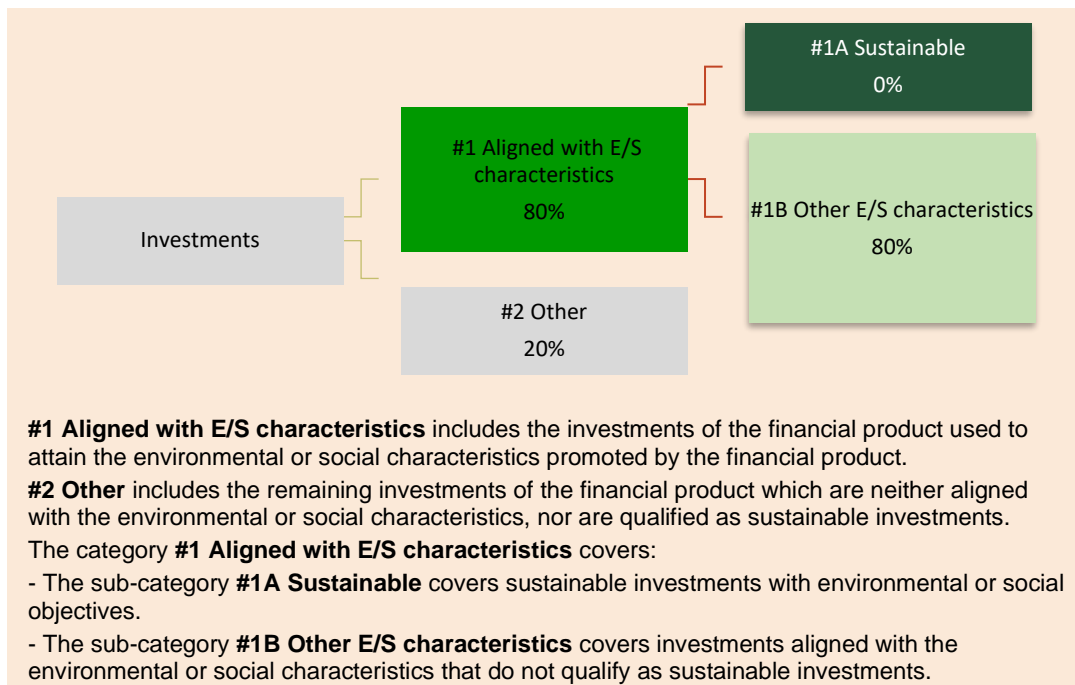 #1A Sustainable
0%
#1 Aligned with E/S
characteristics
80%
#1B Other E/S characteristics
80%
Investments
#2 Other
20%
#1 Aligned with E/S characteristics includes the investments of the financial product used to
attain the environmental or social characteristics promoted by the financial product.
#2 Other includes the remaining investments of the financial product which are neither aligned
with the environmental or social characteristics, nor are qualified as sustainable investments.
The category #1 Aligned with E/S characteristics covers:
- The sub-category #1A Sustainable covers sustainable investments with environmental or social
objectives.
- The sub-category #1B Other E/S characteristics covers investments aligned with the
environmental or social characteristics that do not qualify as sustainable investments.